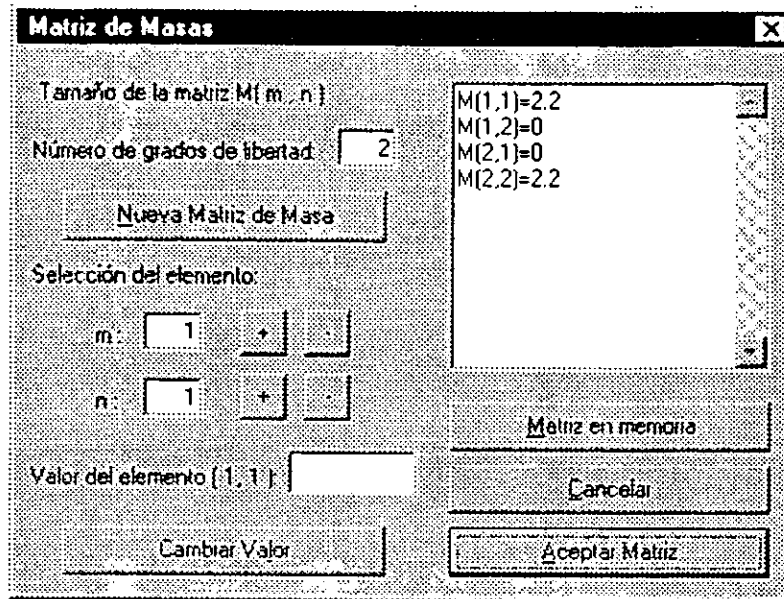 Matriz de Masas
Tamaño de la matriz M( m , n )
Número de grados de libertad: 2
Nueva Matriz de Masa
Selección del elemento:
m : 1 + -
n : 1 + -
Valor del elemento ( 1, 1 ):
Cambiar Valor
M(1,1)=2.2
M(1,2)=0
M(2,1)=0
M(2,2)=2.2
Matriz en memoria
Cancelar
Aceptar Matriz